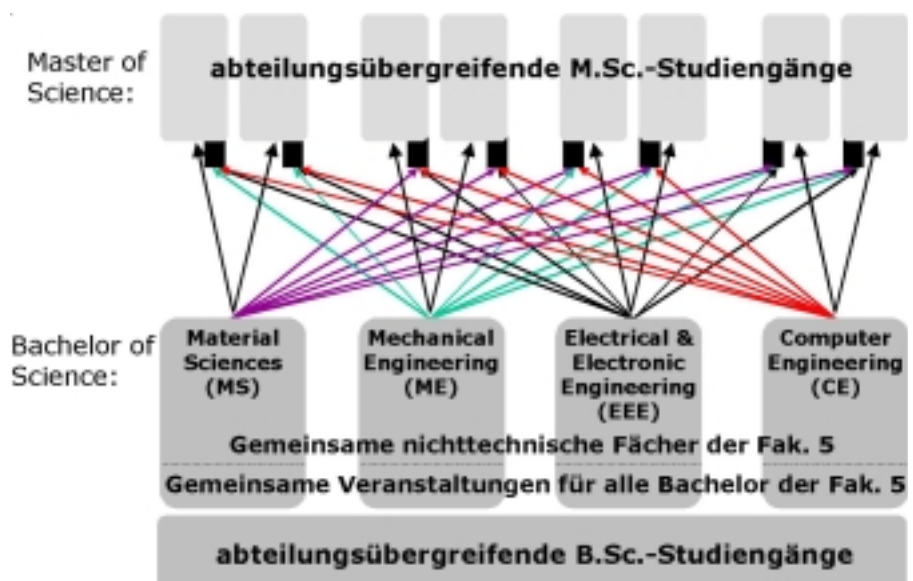 Master of
Science:
abteilungsübergreifende M.Sc.-Studiengänge
Bachelor of
Science:
Material
Sciences
(MS)
Mechanical
Engineering
(ME)
Electrical &
Electronic
Engineering
(EEE)
Computer
Engineering
(CE)
Gemeinsame nichttechnische Fächer der Fak. 5
Gemeinsame Veranstaltungen für alle Bachelor der Fak. 5
abteilungsübergreifende B.Sc.-Studiengänge